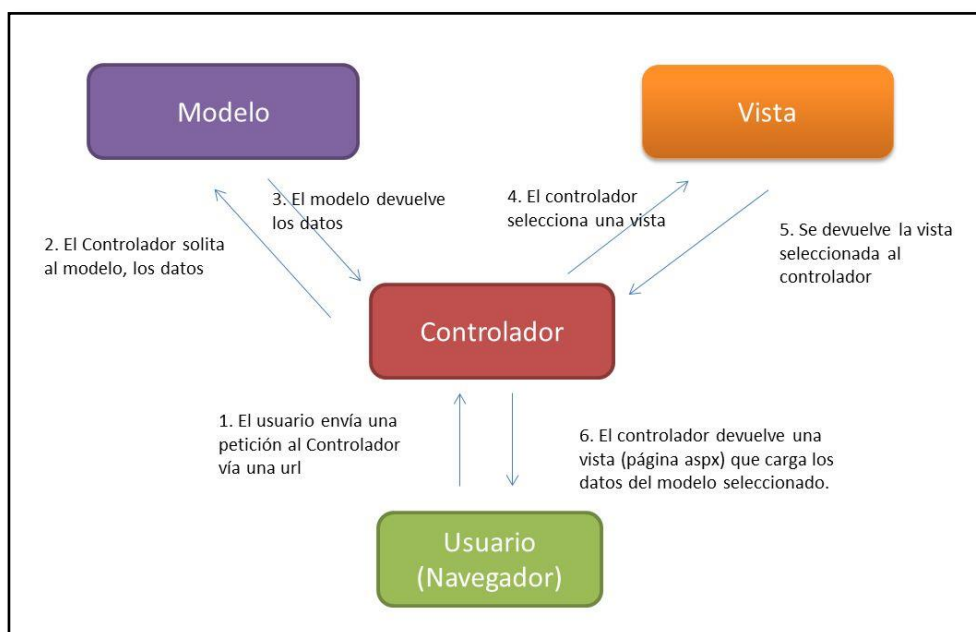 Modelo
Vista
3. El modelo devuelve
los datos
4. El controlador
selecciona una vista
2. El Controlador solita
al modelo, los datos
5. Se devuelve la vista
seleccionada al
controlador
Controlador
1. El usuario envía una
petición al Controlador
vía una url
6. El controlador devuelve una
vista (página aspx) que carga los
datos del modelo seleccionado.
Usuario
(Navegador)